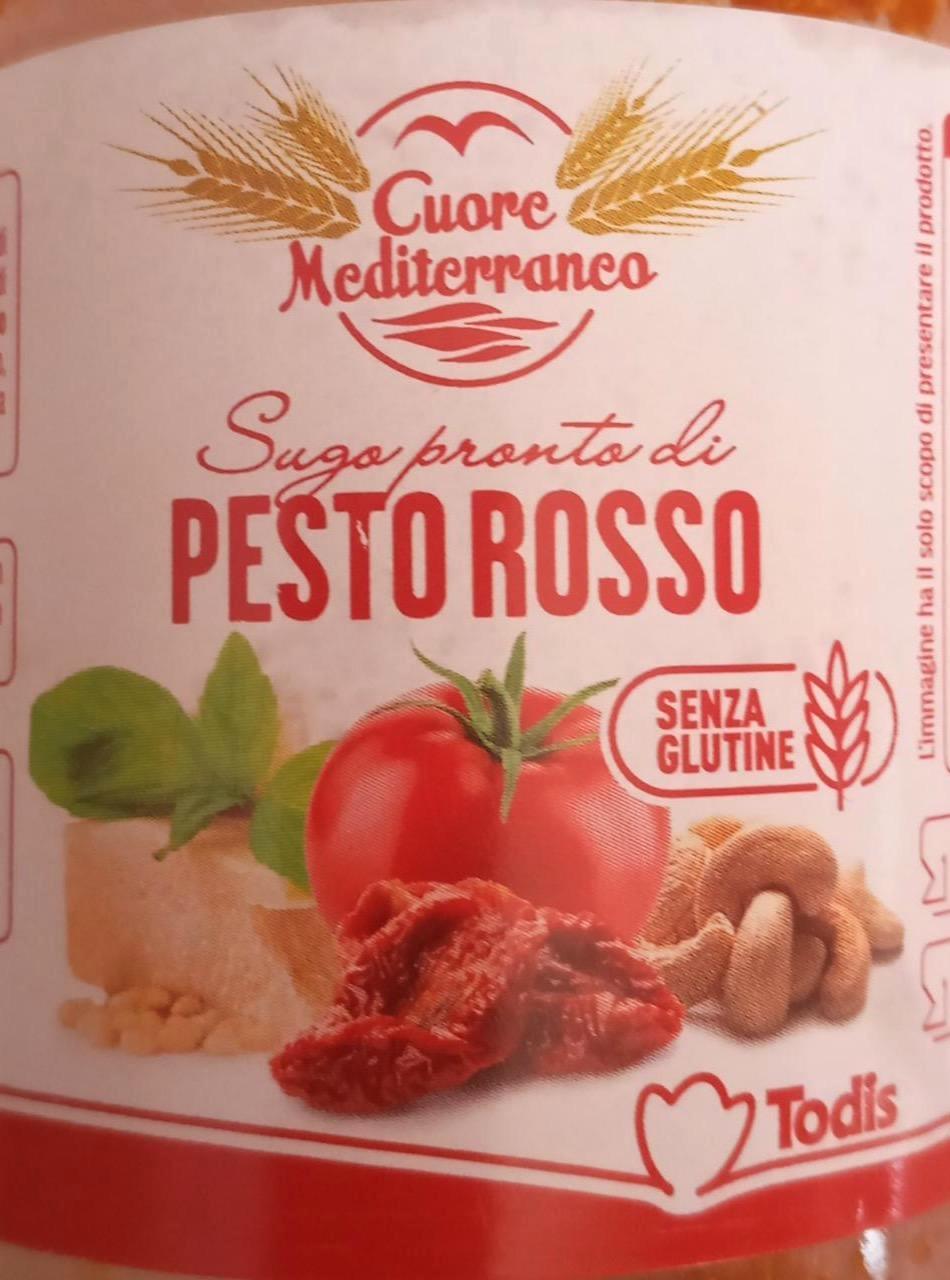 Cuore
Mediterraneo
Sugo pronto di
PESTO ROSSO
SENZA
GLUTINE
L'immagine ha il solo scopo di presentare il prodotto.
Todis